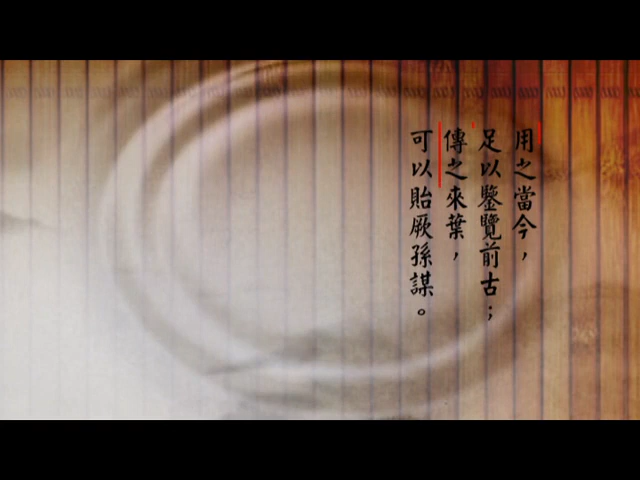 用之當今，
足以鑒覽前古；
傳之來葉，
可以貽厥孫謀。